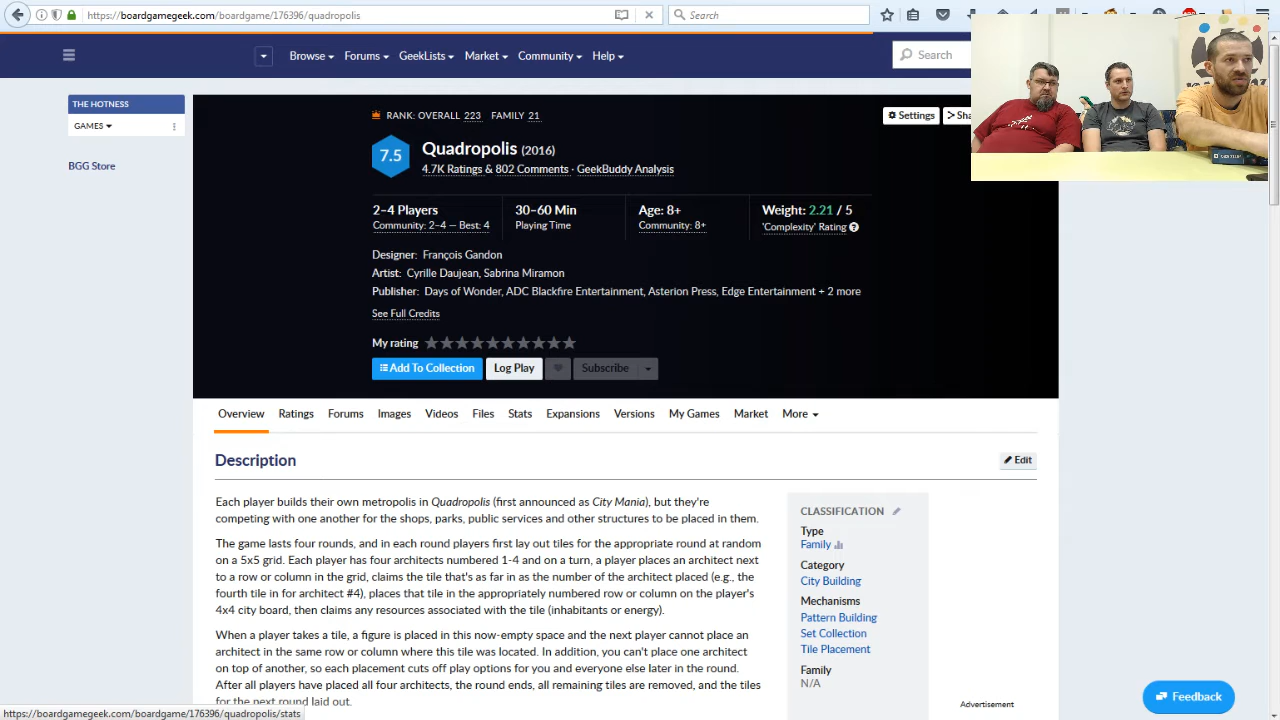 https://boardgamegeek.com/boardgame/176396/quadropolis
Search
Browse Forums GeekLists Market Community Help
Search
THE HOTNESS
GAMES
BGG Store
RANK: OVERALL 223 FAMILY 21
Settings
Sha
7.5
Quadropolis (2016)
4.7K Ratings & 802 Comments · GeekBuddy Analysis
2–4 Players 30–60 Min Age: 8+ Weight: 2.21 / 5
Community: 2–4 — Best: 4 Playing Time Community: 8+ 'Complexity' Rating
Designer: François Gandon
Artist: Cyrille Daujean, Sabrina Miramon
Publisher: Days of Wonder, ADC Blackfire Entertainment, Asterion Press, Edge Entertainment + 2 more
See Full Credits
My rating
Add To Collection Log Play Subscribe
Overview Ratings Forums Images Videos Files Stats Expansions Versions My Games Market More
Description
Edit
Each player builds their own metropolis in Quadropolis (first announced as City Mania), but they're
competing with one another for the shops, parks, public services and other structures to be placed in them.
The game lasts four rounds, and in each round players first lay out tiles for the appropriate round at random
on a 5x5 grid. Each player has four architects numbered 1-4 and on a turn, a player places an architect next
to a row or column in the grid, claims the tile that's as far in as the number of the architect placed (e.g., the
fourth tile in for architect #4), places that tile in the appropriately numbered row or column on the player's
4x4 city board, then claims any resources associated with the tile (inhabitants or energy).
When a player takes a tile, a figure is placed in this now-empty space and the next player cannot place an
architect in the same row or column where this tile was located. In addition, you can't place one architect
on top of another, so each placement cuts off play options for you and everyone else later in the round.
After all players have placed all four architects, the round ends, all remaining tiles are removed, and the tiles
for the next round laid out.
CLASSIFICATION
Type
Family
Category
City Building
Mechanisms
Pattern Building
Set Collection
Tile Placement
Family
N/A
Advertisement
Feedback
https://boardgamegeek.com/boardgame/176396/quadropolis/stats